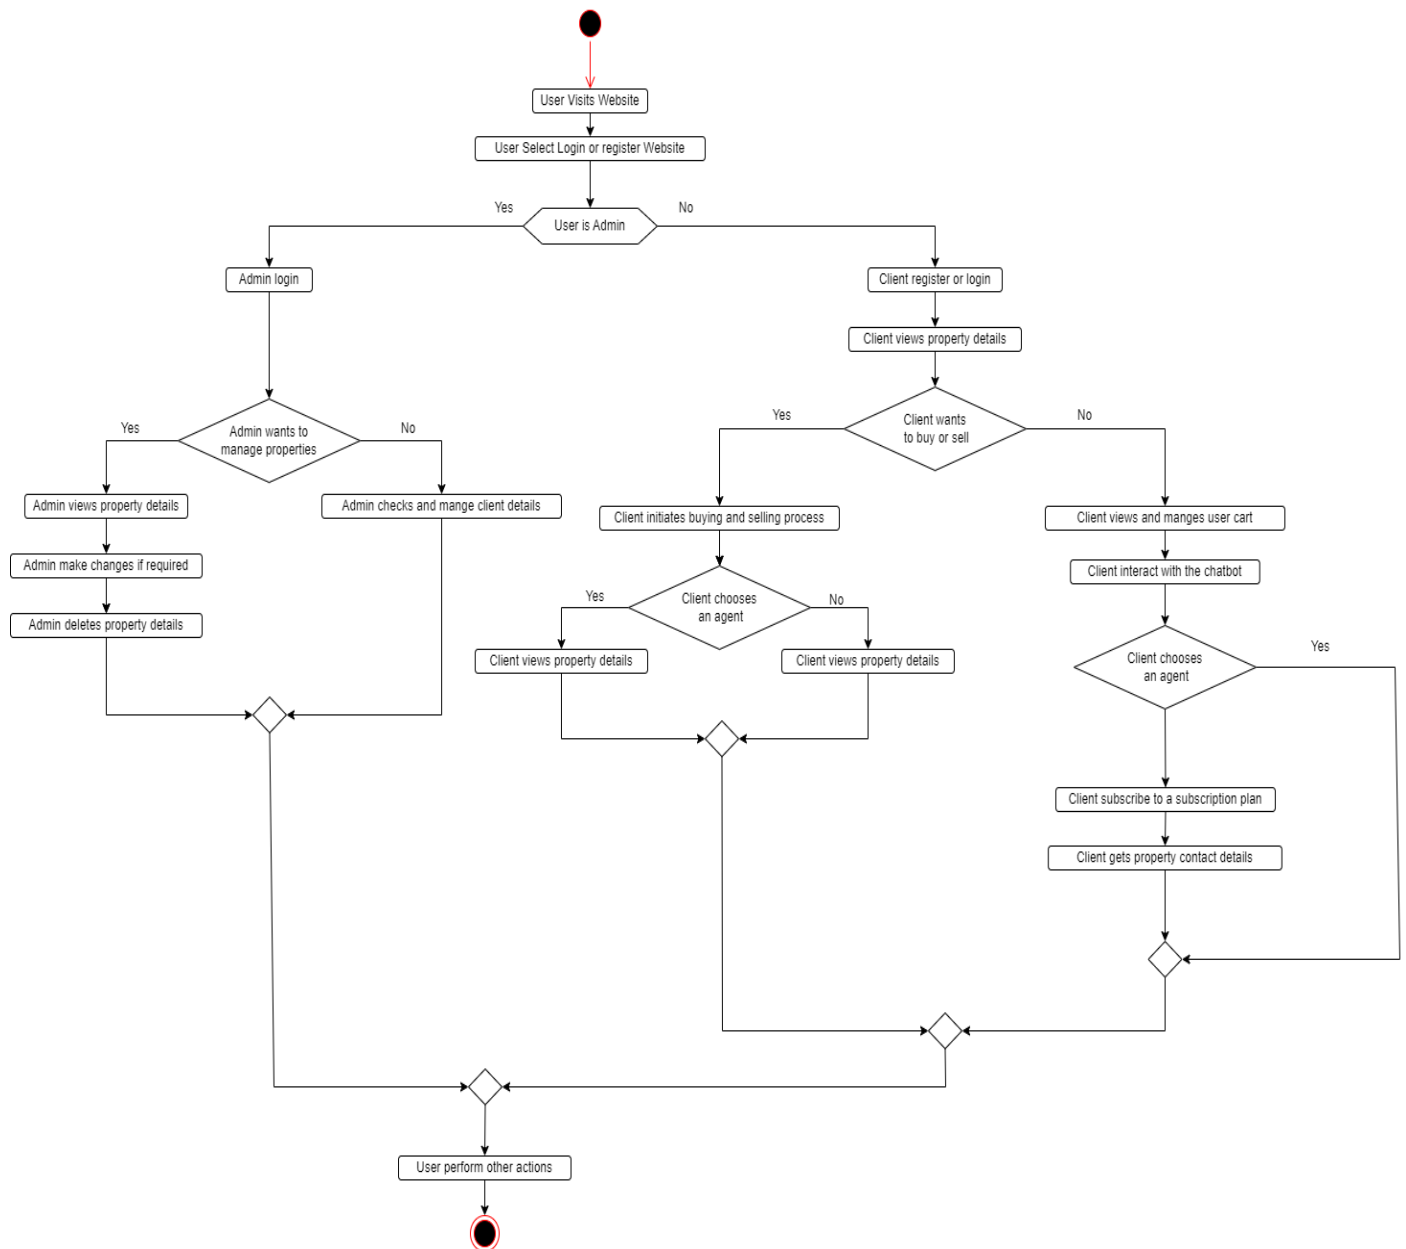 User Visits Website
User Select Login or register Website
Yes
No
User is Admin
Admin login
Client register or login
Client views property details
Yes
No
Admin wants to
manage properties
Yes
No
Client wants
to buy or sell
Admin views property details
Admin checks and mange client details
Admin make changes if required
Admin deletes property details
Client initiates buying and selling process
Client views and manges user cart
Client interact with the chatbot
Yes
No
Client chooses
an agent
Client views property details
Client views property details
Yes
Client chooses
an agent
Client subscribe to a subscription plan
Client gets property contact details
User perform other actions